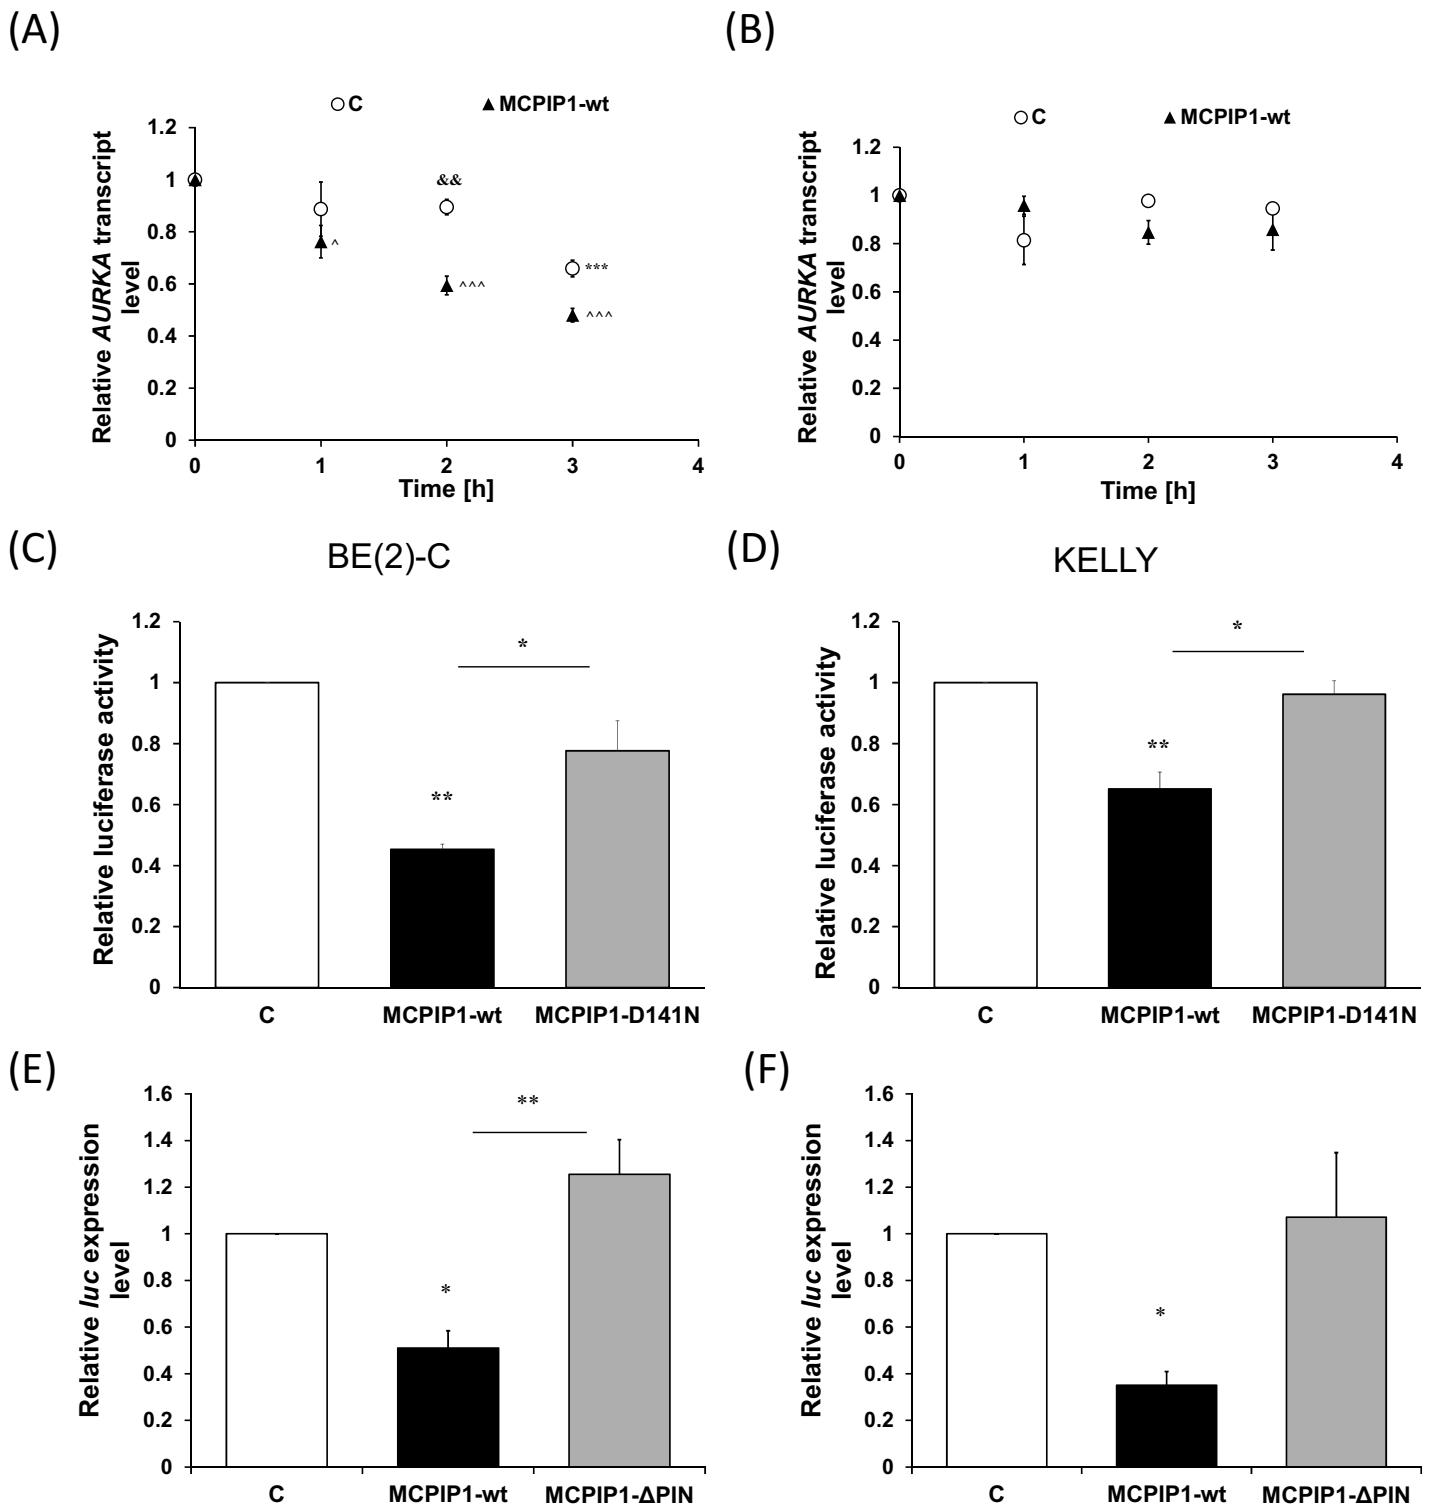 (A)
C
MCPIP1-wt
Relative AURKA transcript
level
1.2
1
0.8
0.6
0.4
0.2
0
&&
^
^^^
***
^^^
0
1
2
3
4
Time [h]
(B)
C
MCPIP1-wt
Relative AURKA transcript
level
1.2
1
0.8
0.6
0.4
0.2
0
0
1
2
3
4
Time [h]
(C)
BE(2)-C
Relative luciferase activity
1.2
1
0.8
0.6
0.4
0.2
0
*
**
C
MCPIP1-wt
MCPIP1-D141N
(D)
KELLY
Relative luciferase activity
1.2
1
0.8
0.6
0.4
0.2
0
*
**
C
MCPIP1-wt
MCPIP1-D141N
(E)
Relative luc expression
level
1.6
1.4
1.2
1
0.8
0.6
0.4
0.2
0
**
*
C
MCPIP1-wt
MCPIP1-ΔPIN
(F)
Relative luc expression
level
1.6
1.4
1.2
1
0.8
0.6
0.4
0.2
0
*
C
MCPIP1-wt
MCPIP1-ΔPIN